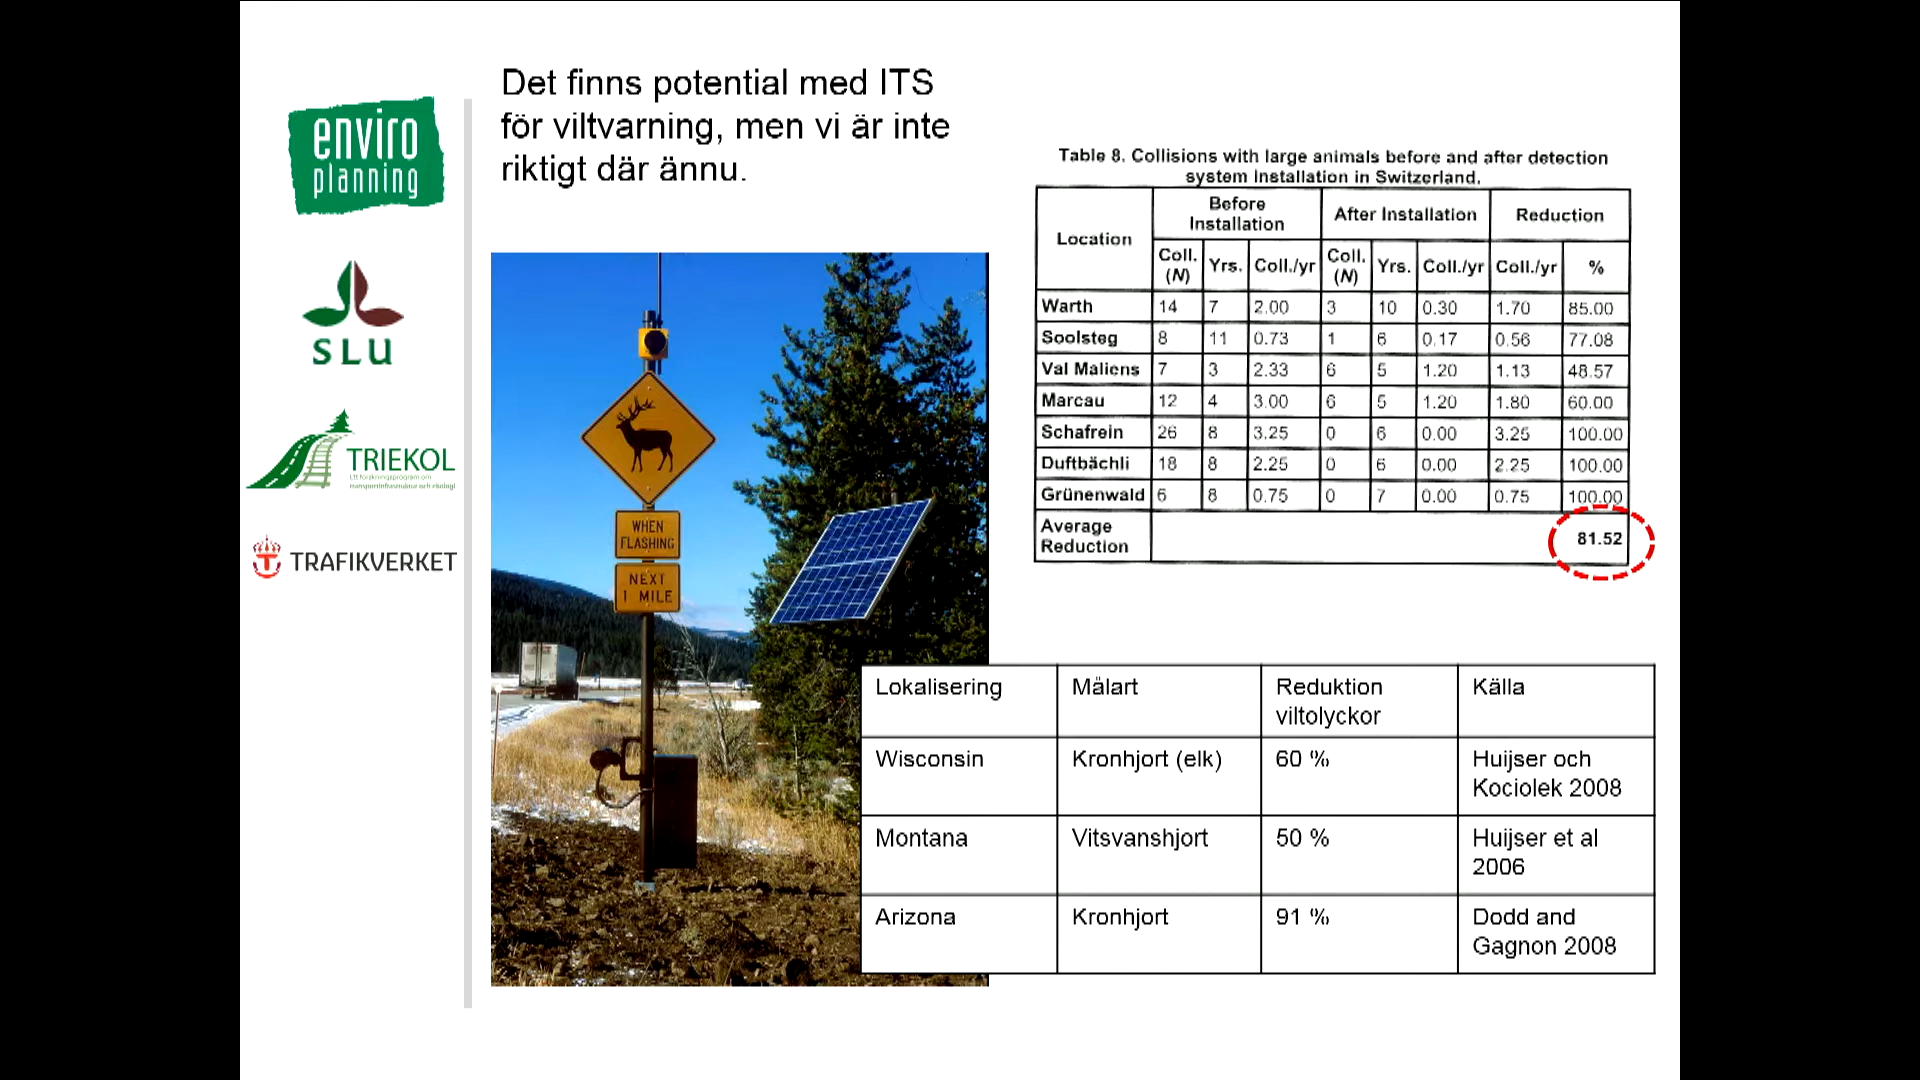 Det finns potential med ITS
för viltvarning, men vi är inte
riktigt där ännu.
enviro
planning
SLU
TRIEKOL
Ett forskningsprogram om
transportinfrastruktur och ekologi
TRAFIKVERKET
WHEN
FLASHING
NEXT
1 MILE
Table 8. Collisions with large animals before and after detection
system installation in Switzerland.
Location Before Installation After Installation Reduction
Coll. (N) Yrs. Coll./yr Coll. (N) Yrs. Coll./yr Coll./yr %
Warth 14 7 2.00 3 10 0.30 1.70 85.00
Soolsteg 8 11 0.73 1 6 0.17 0.56 77.08
Val Maliens 7 3 2.33 6 5 1.20 1.13 48.57
Marcau 12 4 3.00 6 5 1.20 1.80 60.00
Schafrein 26 8 3.25 0 6 0.00 3.25 100.00
Duftbächli 18 8 2.25 0 6 0.00 2.25 100.00
Grünenwald 6 8 0.75 0 7 0.00 0.75 100.00
Average Reduction 81.52
Lokalisering Målart Reduktion viltolyckor Källa
Wisconsin Kronhjort (elk) 60 % Huijser och Kociolek 2008
Montana Vitsvanshjort 50 % Huijser et al 2006
Arizona Kronhjort 91 % Dodd and Gagnon 2008